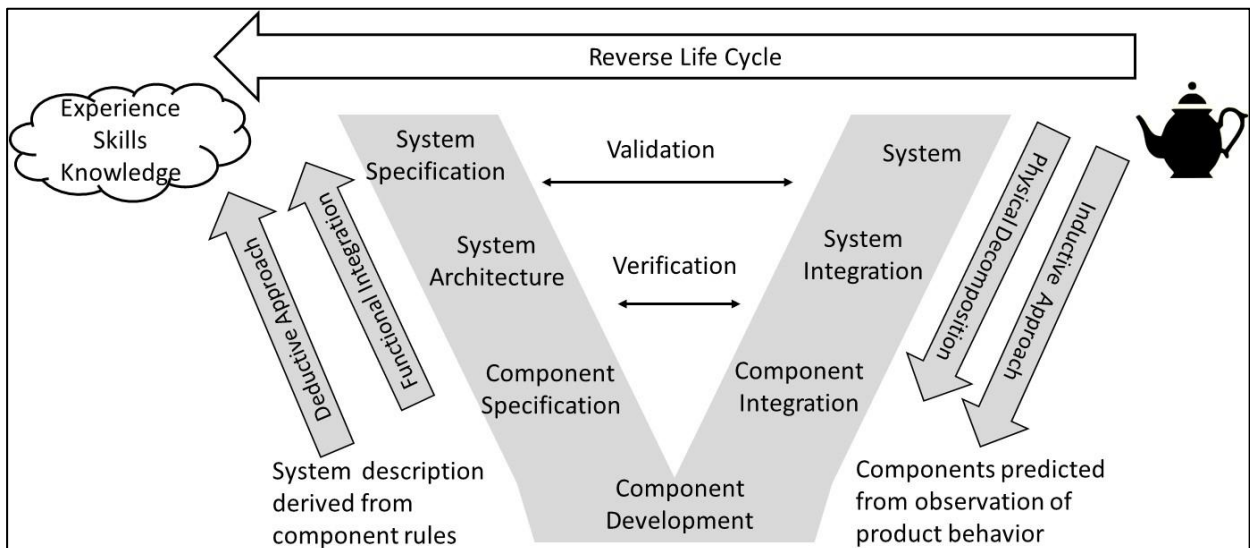 Reverse Life Cycle
Experience
Skills
Knowledge
System
Specification
Validation
System
System
Architecture
Verification
System
Integration
Component
Specification
Component
Integration
Component
Development
Deductive Approach
Functional Integration
Physical Decomposition
Inductive Approach
System description
derived from
component rules
Components predicted
from observation of
product behavior